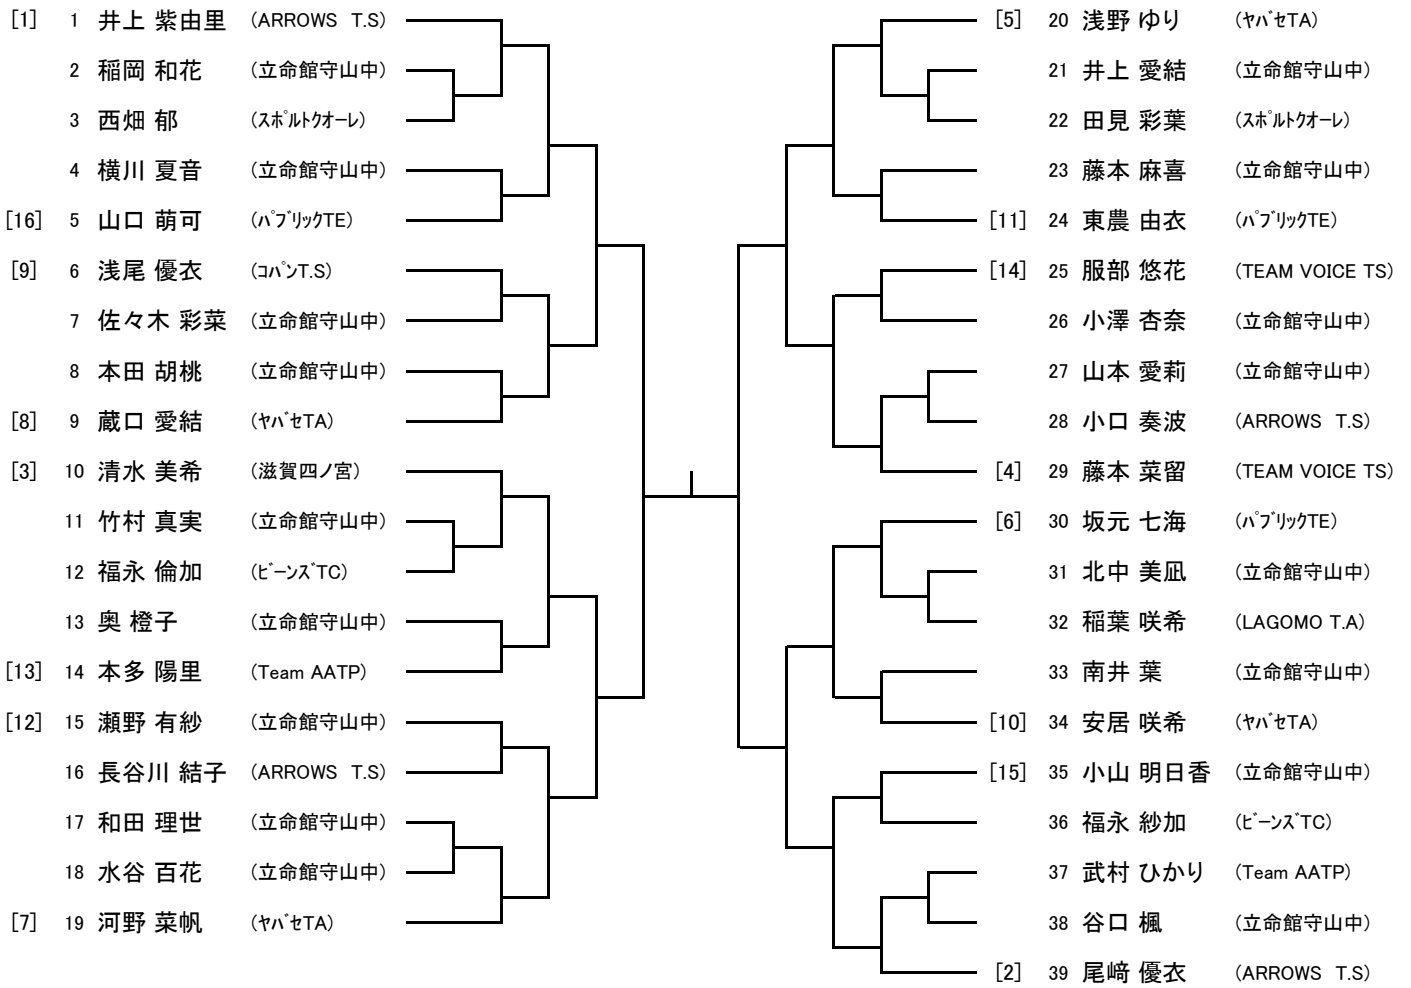 [1] 1 井上 紫由里 (ARROWS T.S)
2 稲岡 和花 (立命館守山中)
3 西畑 郁 (ｽﾎﾟﾙﾄｸｵｰﾚ)
4 横川 夏音 (立命館守山中)
[16] 5 山口 萌可 (ﾊﾟﾌﾞﾘｯｸTE)
[9] 6 浅尾 優衣 (ｺﾊﾟﾝT.S)
7 佐々木 彩菜 (立命館守山中)
8 本田 胡桃 (立命館守山中)
[8] 9 蔵口 愛結 (ﾔﾊﾞｾTA)
[3] 10 清水 美希 (滋賀四ノ宮)
11 竹村 真実 (立命館守山中)
12 福永 倫加 (ﾋﾞｰﾝｽﾞTC)
13 奥 橙子 (立命館守山中)
[13] 14 本多 陽里 (Team AATP)
[12] 15 瀬野 有紗 (立命館守山中)
16 長谷川 結子 (ARROWS T.S)
17 和田 理世 (立命館守山中)
18 水谷 百花 (立命館守山中)
[7] 19 河野 菜帆 (ﾔﾊﾞｾTA)
[5] 20 浅野 ゆり (ﾔﾊﾞｾTA)
21 井上 愛結 (立命館守山中)
22 田見 彩葉 (ｽﾎﾟﾙﾄｸｵｰﾚ)
23 藤本 麻喜 (立命館守山中)
[11] 24 東農 由衣 (ﾊﾟﾌﾞﾘｯｸTE)
[14] 25 服部 悠花 (TEAM VOICE TS)
26 小澤 杏奈 (立命館守山中)
27 山本 愛莉 (立命館守山中)
28 小口 奏波 (ARROWS T.S)
[4] 29 藤本 菜留 (TEAM VOICE TS)
[6] 30 坂元 七海 (ﾊﾟﾌﾞﾘｯｸTE)
31 北中 美凪 (立命館守山中)
32 稲葉 咲希 (LAGOMO T.A)
33 南井 葉 (立命館守山中)
[10] 34 安居 咲希 (ﾔﾊﾞｾTA)
[15] 35 小山 明日香 (立命館守山中)
36 福永 紗加 (ﾋﾞｰﾝｽﾞTC)
37 武村 ひかり (Team AATP)
38 谷口 楓 (立命館守山中)
[2] 39 尾﨑 優衣 (ARROWS T.S)